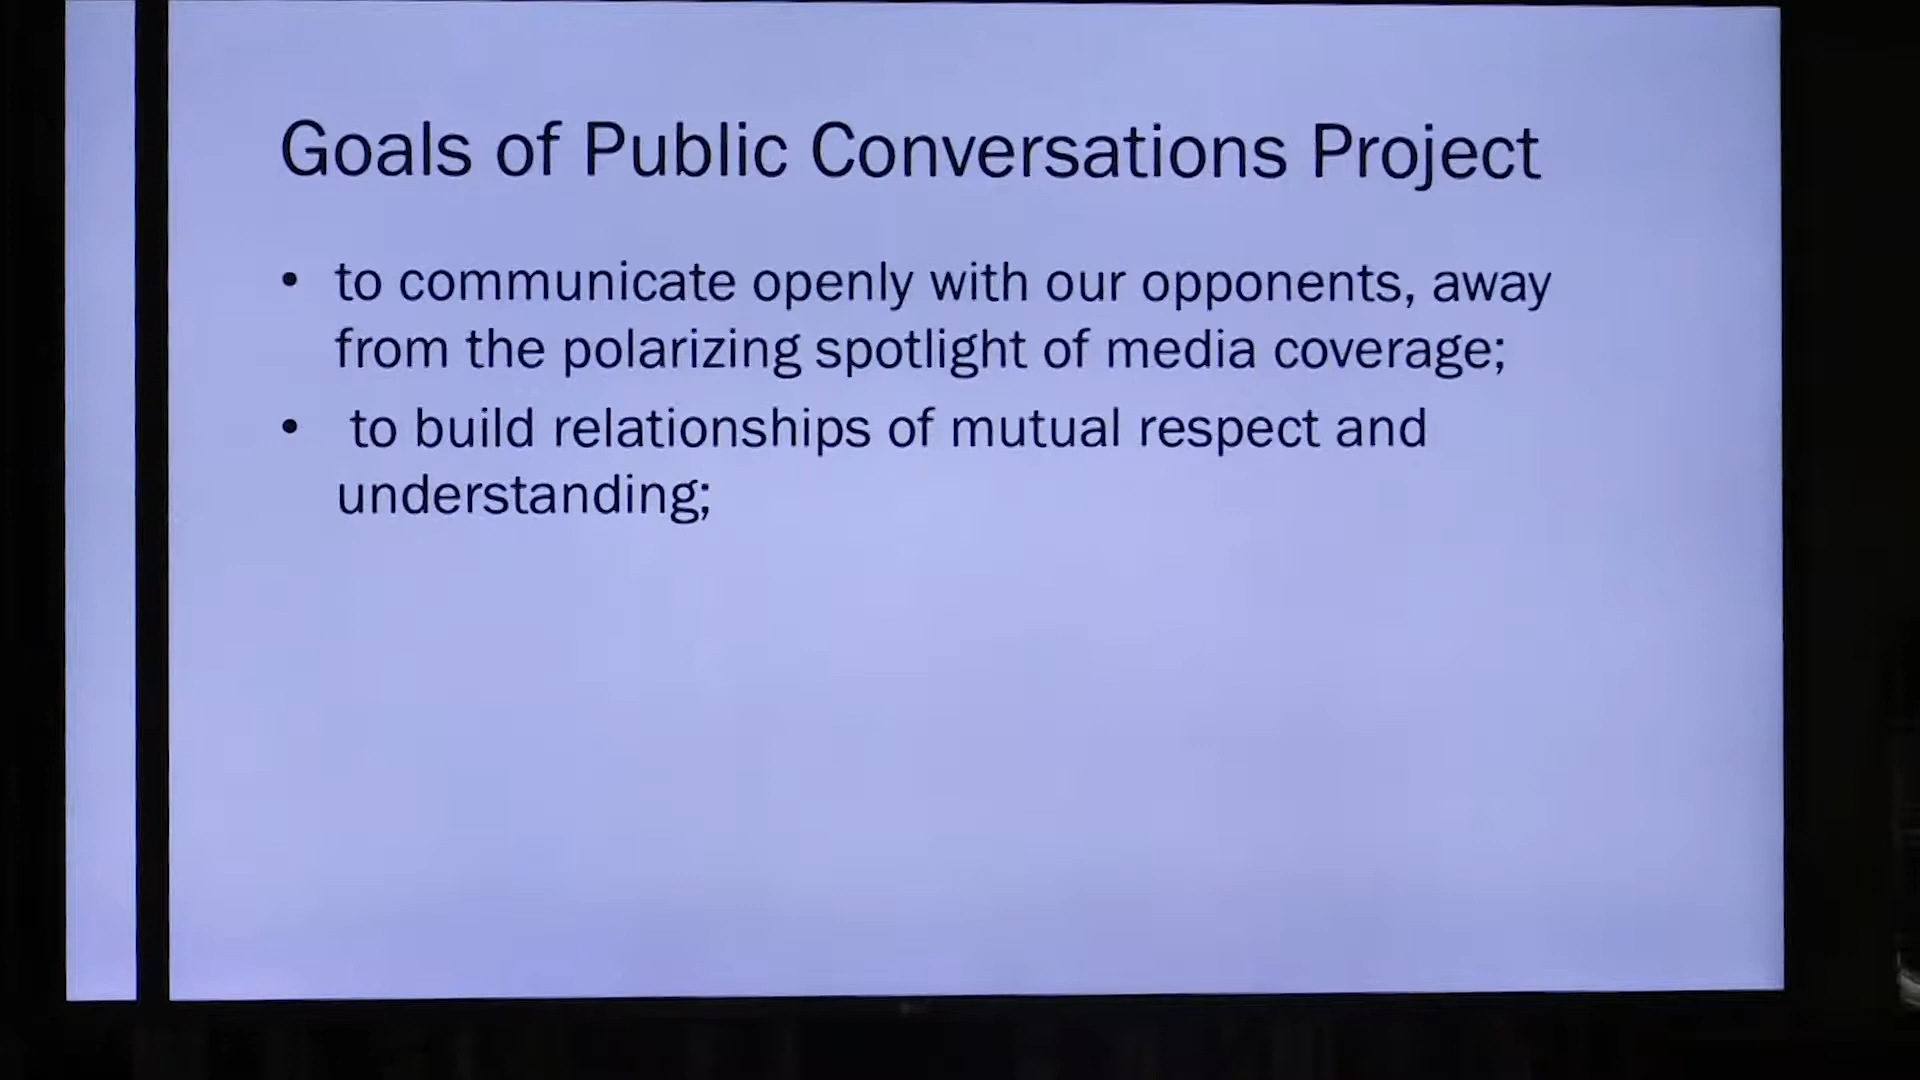 Goals of Public Conversations Project
• to communicate openly with our opponents, away
from the polarizing spotlight of media coverage;
• to build relationships of mutual respect and
understanding;